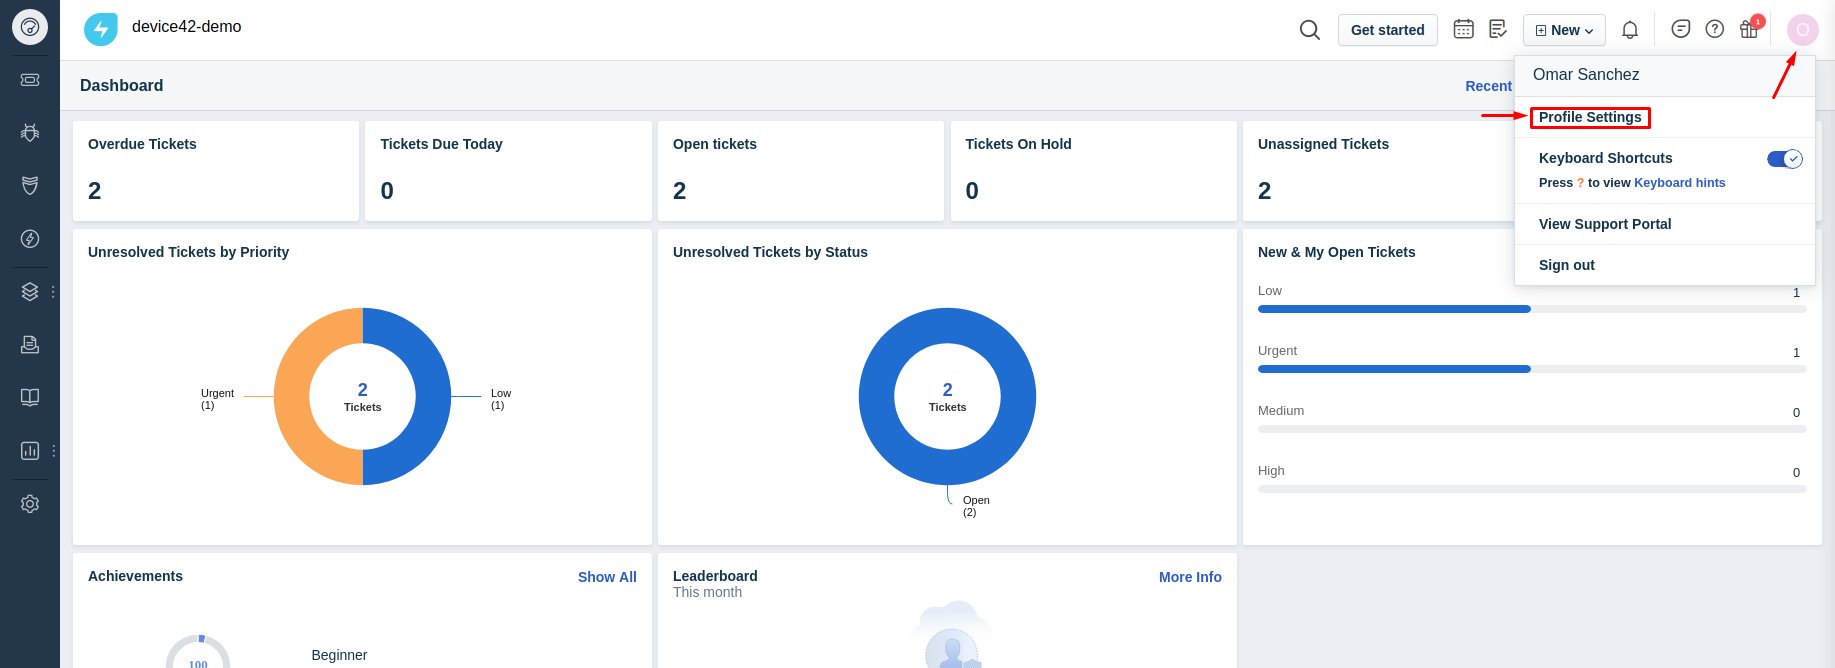 device42-demo
Get started
New
1
O
Dashboard
Recent
Omar Sanchez
Profile Settings
Keyboard Shortcuts
Press ? to view Keyboard hints
View Support Portal
Sign out
Overdue Tickets
2
Tickets Due Today
0
Open tickets
2
Tickets On Hold
0
Unassigned Tickets
2
Unresolved Tickets by Priority
Urgent
(1)
2
Tickets
Low
(1)
Unresolved Tickets by Status
2
Tickets
Open
(2)
New & My Open Tickets
Low 1
Urgent 1
Medium 0
High 0
Achievements
Show All
100
Beginner
Leaderboard
More Info
This month